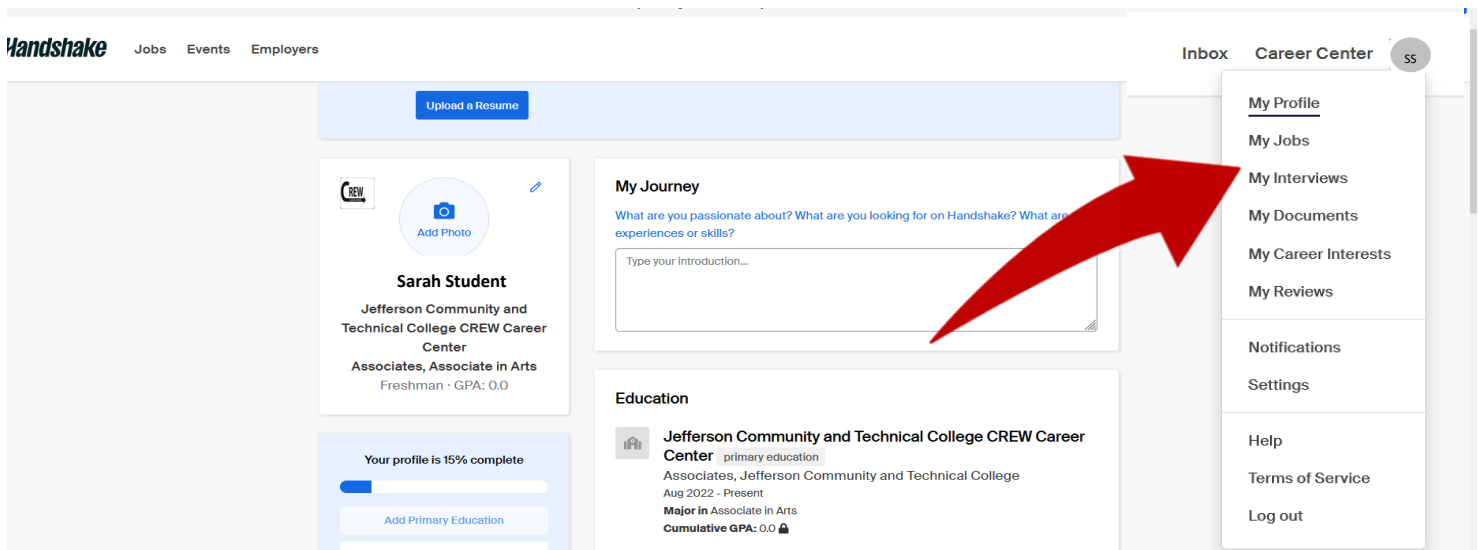 Handshake Jobs Events Employers Inbox Career Center SS
Upload a Resume
CREW
Add Photo
Sarah Student
Jefferson Community and
Technical College CREW Career
Center
Associates, Associate in Arts
Freshman · GPA: 0.0
Your profile is 15% complete
Add Primary Education
My Journey
What are you passionate about? What are you looking for on Handshake? What are
experiences or skills?
Type your introduction...
Education
Jefferson Community and Technical College CREW Career
Center primary education
Associates, Jefferson Community and Technical College
Aug 2022 - Present
Major in Associate in Arts
Cumulative GPA: 0.0
My Profile
My Jobs
My Interviews
My Documents
My Career Interests
My Reviews
Notifications
Settings
Help
Terms of Service
Log out